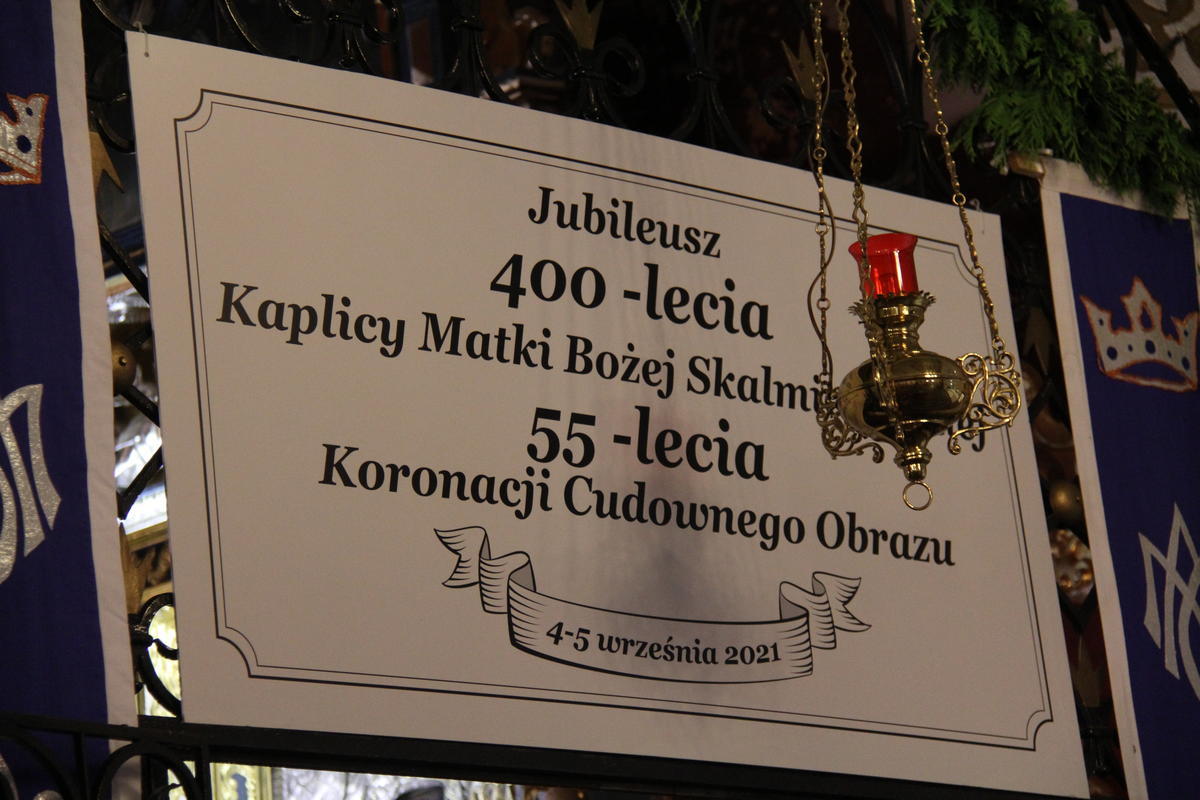 Jubileusz
400 -lecia
Kaplicy Matki Bożej
55 -lecia
Koronacji Cudownego Obrazu
4-5 września 2021